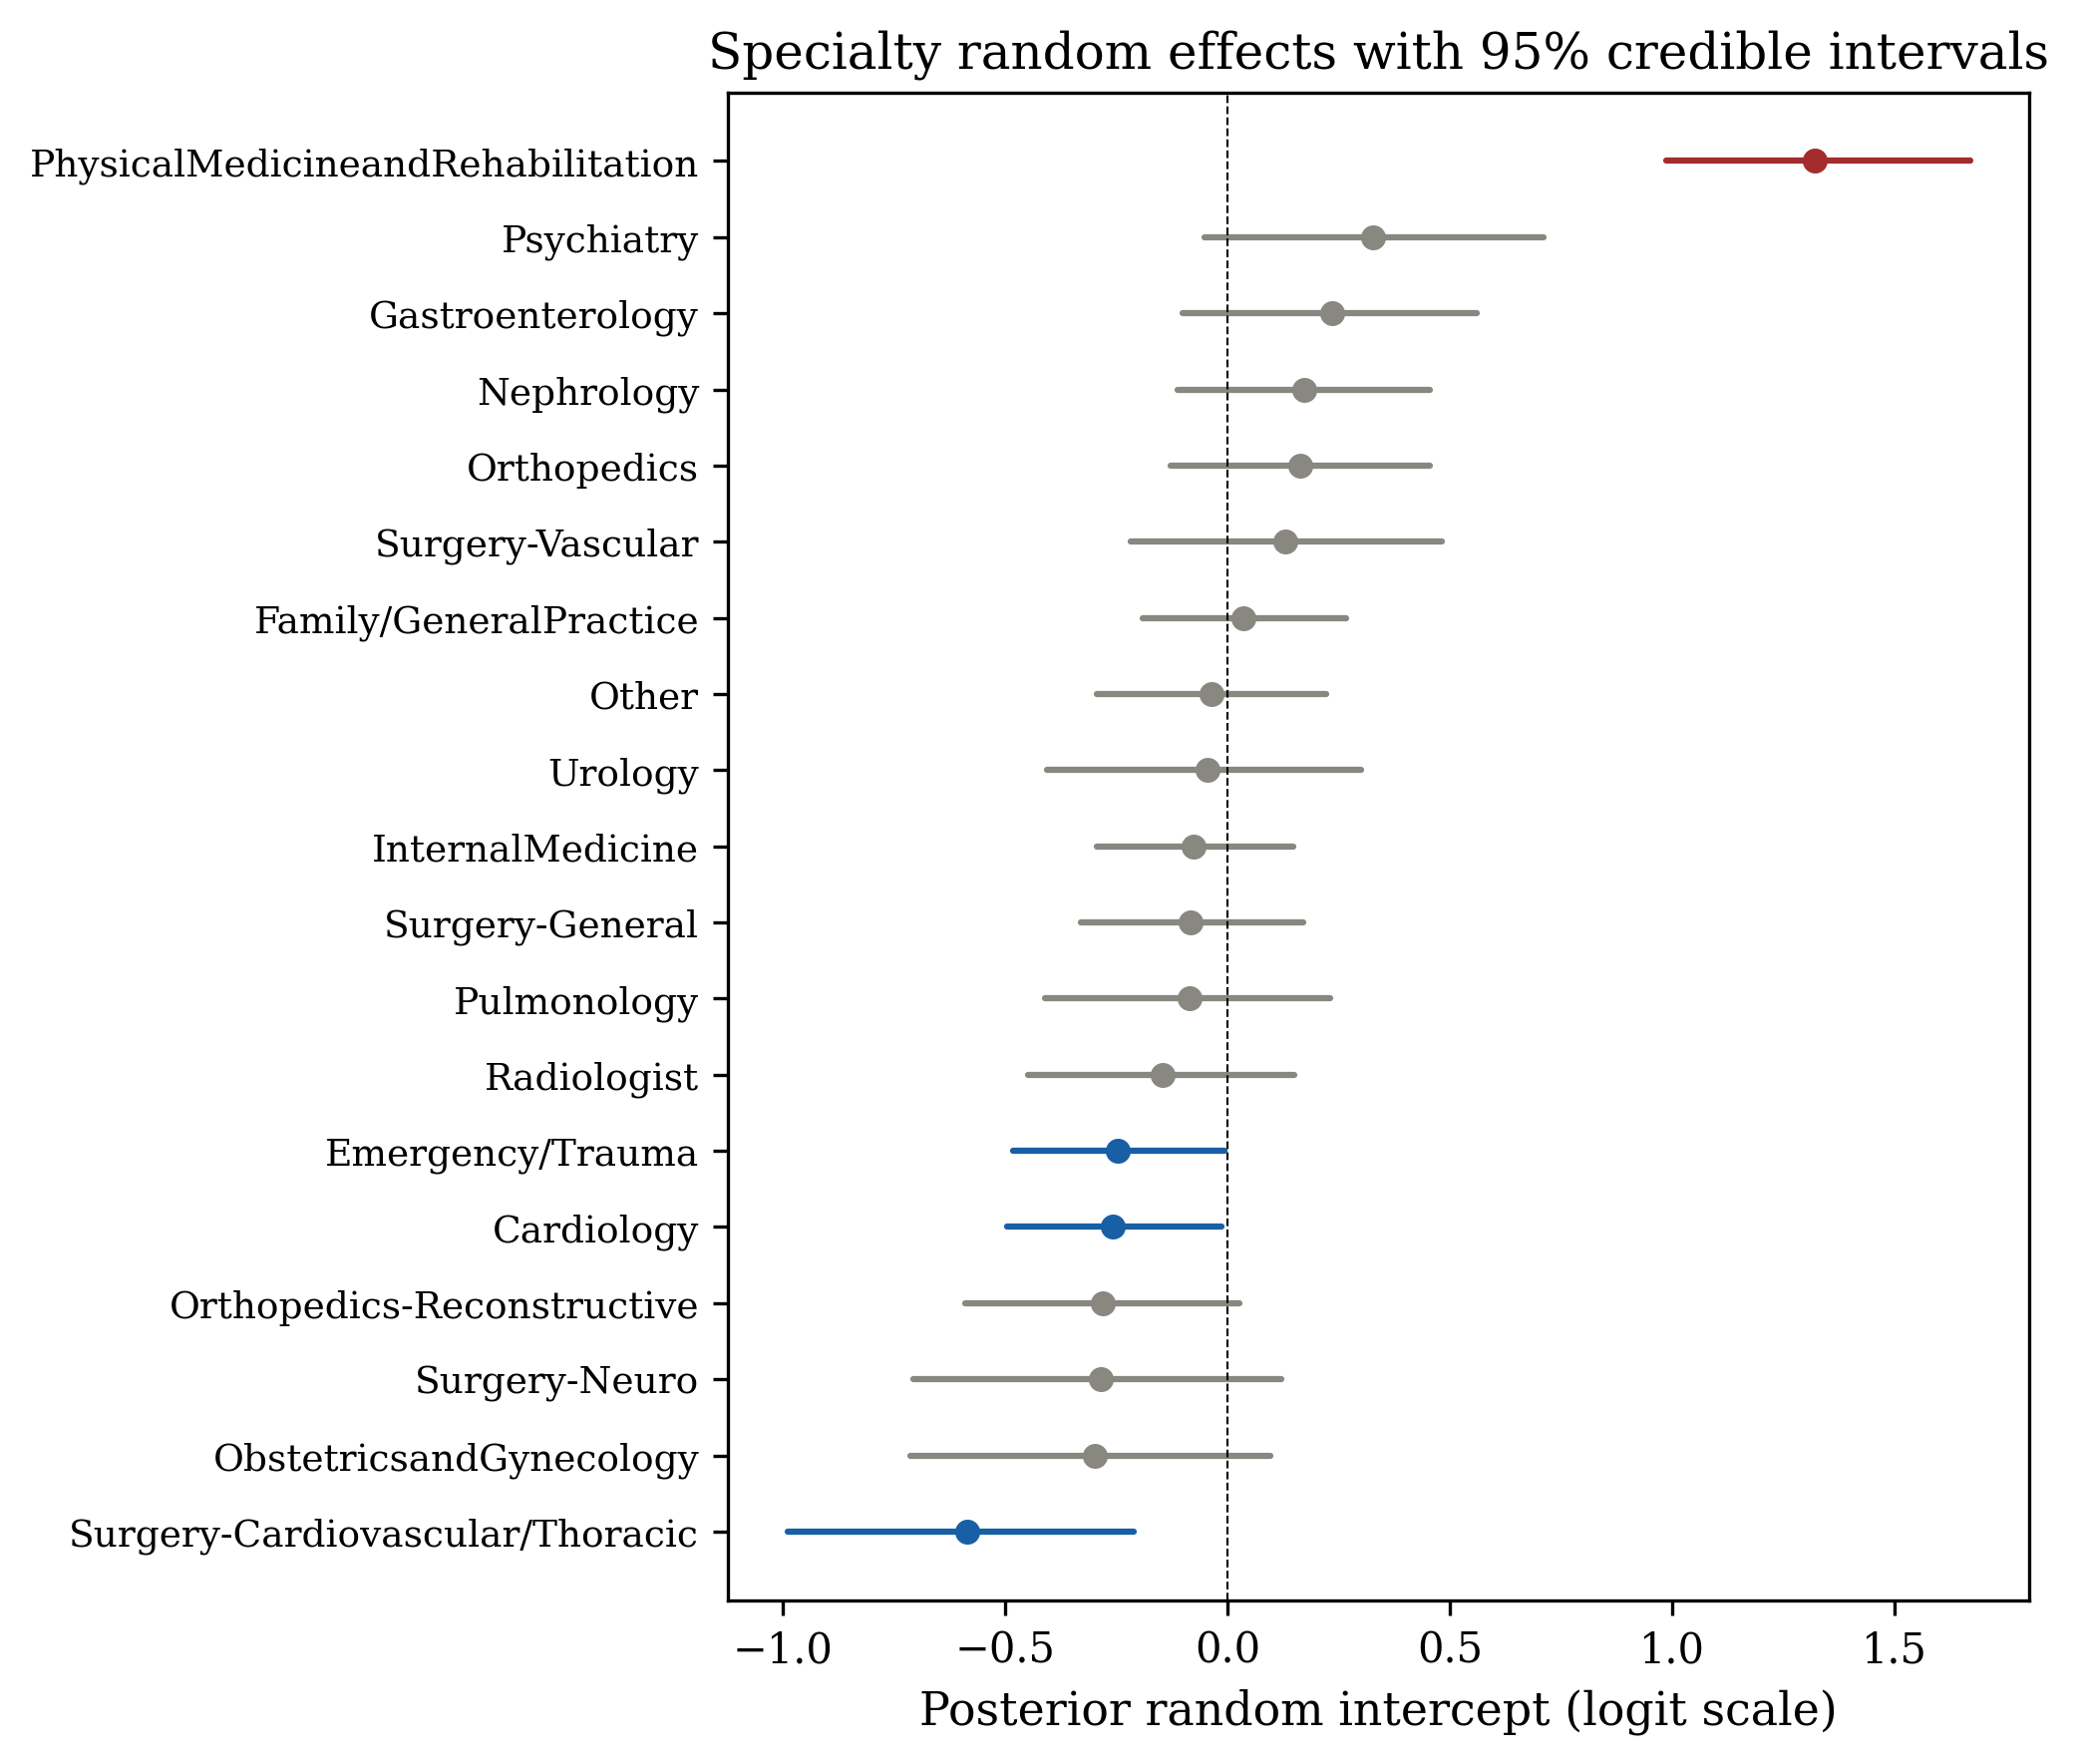 Specialty random effects with 95% credible intervals
PhysicalMedicineandRehabilitation
Psychiatry
Gastroenterology
Nephrology
Orthopedics
Surgery-Vascular
Family/GeneralPractice
Other
Urology
InternalMedicine
Surgery-General
Pulmonology
Radiologist
Emergency/Trauma
Cardiology
Orthopedics-Reconstructive
Surgery-Neuro
ObstetricsandGynecology
Surgery-Cardiovascular/Thoracic
−1.0 −0.5 0.0 0.5 1.0 1.5
Posterior random intercept (logit scale)